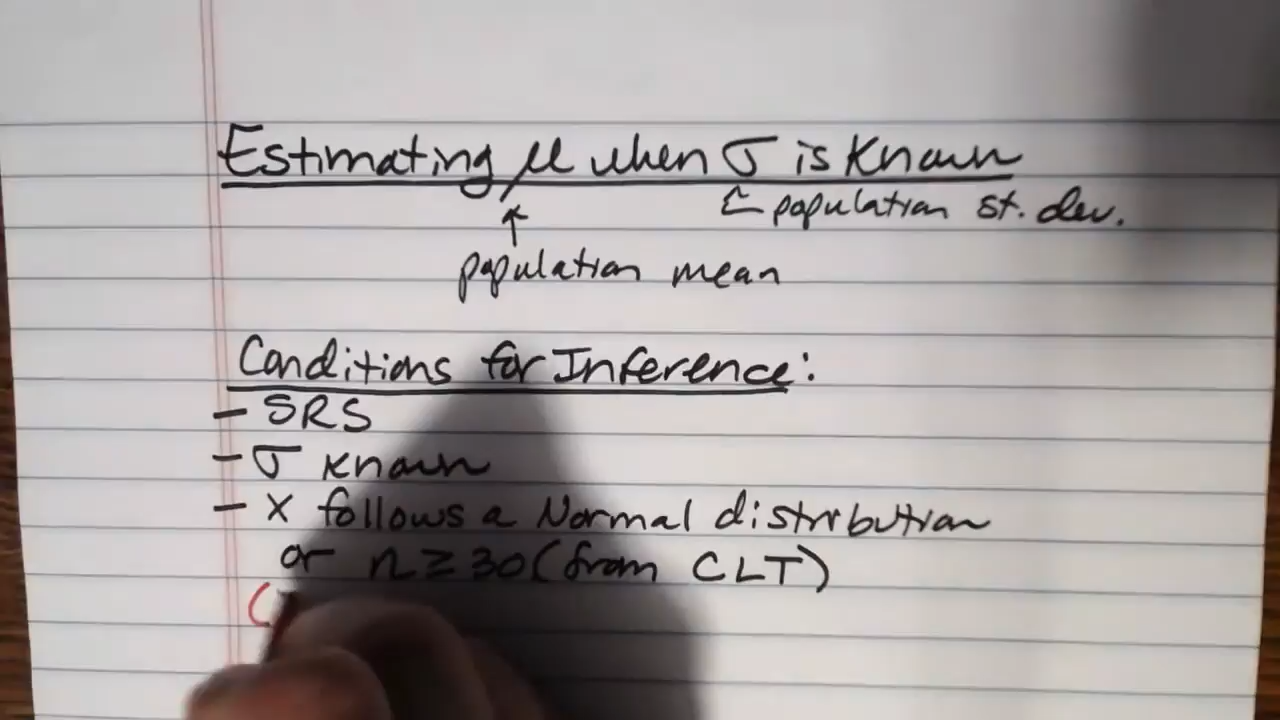 Estimating μ when σ is Known
population st. dev.
population mean
Conditions for Inference:
- SRS
- σ known
- x follows a Normal distribution
or n ≥ 30 (from CLT)
(